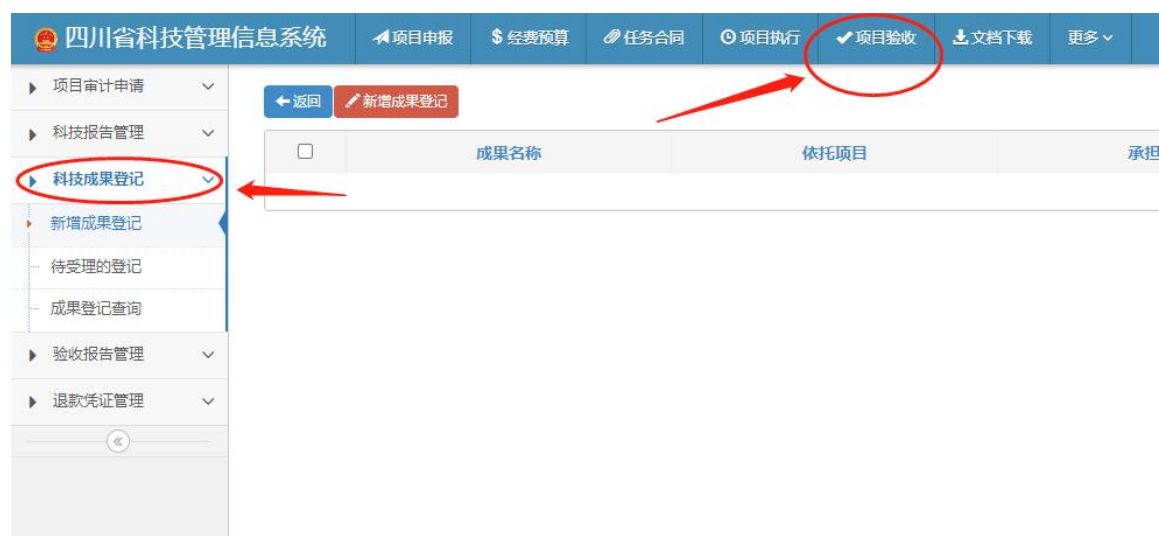 四川省科技管理信息系统 项目申报 $ 经费预算 任务合同 项目执行 项目验收 文档下载 更多
项目审计申请
返回 新增成果登记
科技报告管理
成果名称 依托项目 承担
科技成果登记
新增成果登记
待受理的登记
成果登记查询
验收报告管理
退款凭证管理